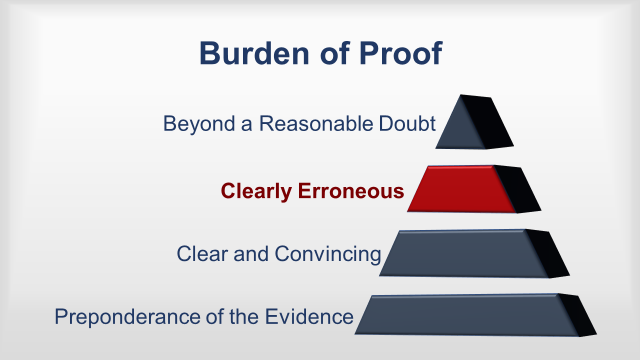 Burden of Proof
Beyond a Reasonable Doubt
Clearly Erroneous
Clear and Convincing
Preponderance of the Evidence